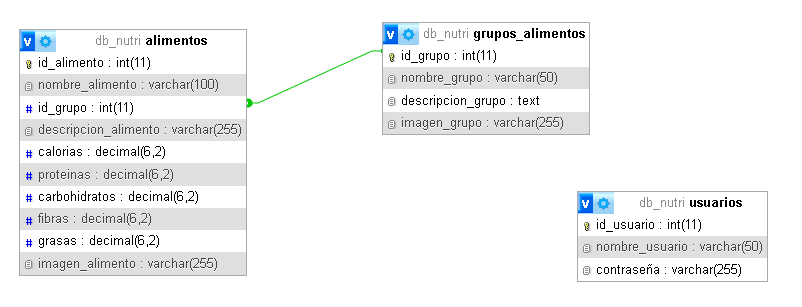 v db_nutri alimentos
id_alimento : int(11)
nombre_alimento : varchar(100)
# id_grupo : int(11)
descripcion_alimento : varchar(255)
# calorias : decimal(6,2)
# proteinas : decimal(6,2)
# carbohidratos : decimal(6,2)
# fibras : decimal(6,2)
# grasas : decimal(6,2)
imagen_alimento : varchar(255)
v db_nutri grupos_alimentos
id_grupo : int(11)
nombre_grupo : varchar(50)
descripcion_grupo : text
imagen_grupo : varchar(255)
v db_nutri usuarios
id_usuario : int(11)
nombre_usuario : varchar(50)
contraseña : varchar(255)